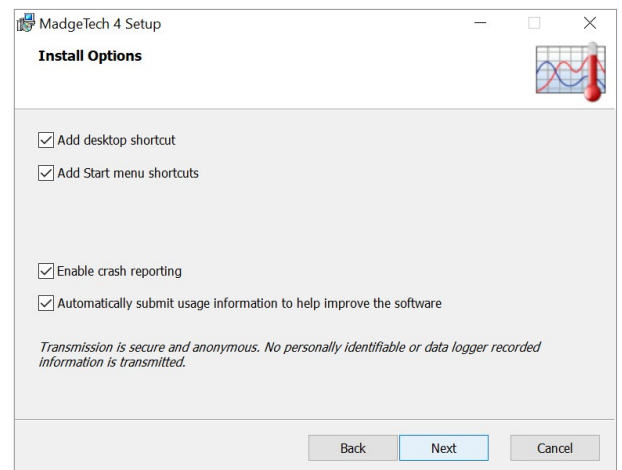 MadgeTech 4 Setup
Install Options
Add desktop shortcut
Add Start menu shortcuts
Enable crash reporting
Automatically submit usage information to help improve the software
Transmission is secure and anonymous. No personally identifiable or data logger recorded
information is transmitted.
Back Next Cancel